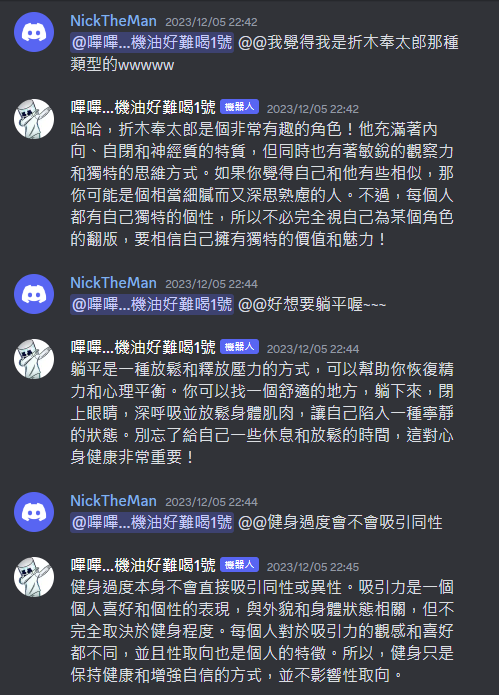 NickTheMan 2023/12/05 22:42
@嗶嗶...機油好難喝1號 @@我覺得我是折木奉太郎那種
類型的wwwww
嗶嗶...機油好難喝1號 機器人 2023/12/05 22:42
哈哈，折木奉太郎是個非常有趣的角色！他充滿著內
向、自閉和神經質的特質，但同時也有著敏銳的觀察力
和獨特的思維方式。如果你覺得自己和他有些相似，那
你可能是個相當細膩而又深思熟慮的人。不過，每個人
都有自己獨特的個性，所以不必完全視自己為某個角色
的翻版，要相信自己擁有獨特的價值和魅力！
NickTheMan 2023/12/05 22:44
@嗶嗶...機油好難喝1號 @@好想要躺平喔~~~
嗶嗶...機油好難喝1號 機器人 2023/12/05 22:44
躺平是一種放鬆和釋放壓力的方式，可以幫助你恢復精
力和心理平衡。你可以找一個舒適的地方，躺下來，閉
上眼睛，深呼吸並放鬆身體肌肉，讓自己陷入一種寧靜
的狀態。別忘了給自己一些休息和放鬆的時間，這對心
身健康非常重要！
NickTheMan 2023/12/05 22:44
@嗶嗶...機油好難喝1號 @@健身過度會不會吸引同性
嗶嗶...機油好難喝1號 機器人 2023/12/05 22:45
健身過度本身不會直接吸引同性或異性。吸引力是一個
個人喜好和個性的表現，與外貌和身體狀態相關，但不
完全取決於健身程度。每個人對於吸引力的觀感和喜好
都不同，並且性取向也是個人的特徵。所以，健身只是
保持健康和增強自信的方式，並不影響性取向。